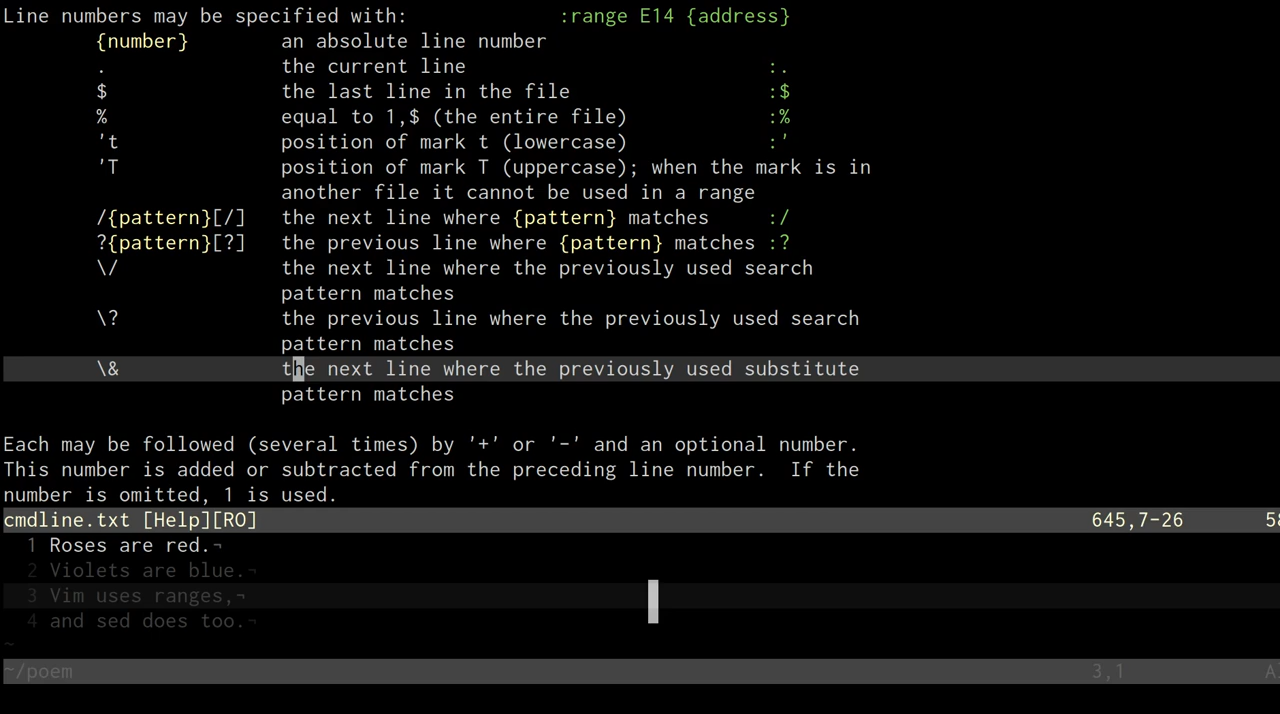 Line numbers may be specified with: :range E14 {address}
{number} an absolute line number
. the current line :.
$ the last line in the file :$
% equal to 1,$ (the entire file) :%
't position of mark t (lowercase) :'
'T position of mark T (uppercase); when the mark is in
another file it cannot be used in a range
/{pattern}[/] the next line where {pattern} matches :/
?{pattern}[?] the previous line where {pattern} matches :?
\/ the next line where the previously used search
pattern matches
\? the previous line where the previously used search
pattern matches
\& the next line where the previously used substitute
pattern matches
Each may be followed (several times) by '+' or '-' and an optional number.
This number is added or subtracted from the preceding line number. If the
number is omitted, 1 is used.
cmdline.txt [Help][RO] 645,7-26 58
1 Roses are red.¬
2 Violets are blue.¬
3 Vim uses ranges,¬
4 and sed does too.¬
~
~/poem 3,1 A